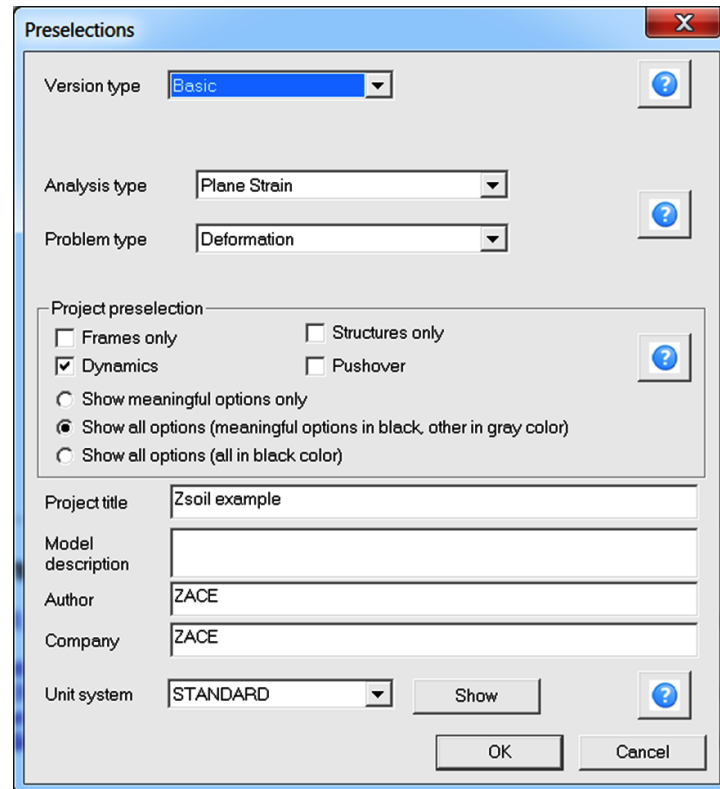 Preselections
Version type Basic
Analysis type Plane Strain
Problem type Deformation
Project preselection
Frames only Structures only
Dynamics Pushover
Show meaningful options only
Show all options (meaningful options in black, other in gray color)
Show all options (all in black color)
Project title Zsoil example
Model
description
Author ZACE
Company ZACE
Unit system STANDARD Show
OK Cancel